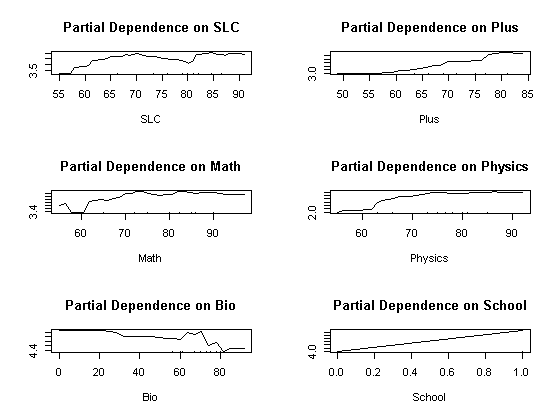 Partial Dependence on SLC
3.5
55 60 65 70 75 80 85 90
SLC
Partial Dependence on Plus
3.0
50 55 60 65 70 75 80 85
Plus
Partial Dependence on Math
3.4
60 70 80 90
Math
Partial Dependence on Physics
2.0
60 70 80 90
Physics
Partial Dependence on Bio
4.4
0 20 40 60 80
Bio
Partial Dependence on School
4.0
0.0 0.2 0.4 0.6 0.8 1.0
School